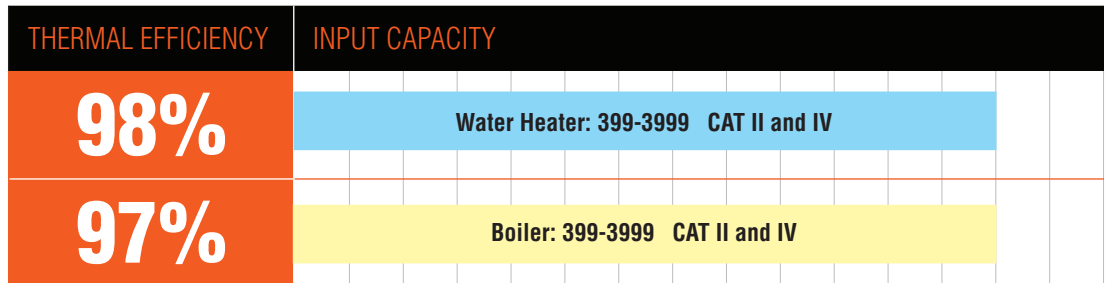 THERMAL EFFICIENCY
INPUT CAPACITY
98%
Water Heater: 399-3999 CAT II and IV
97%
Boiler: 399-3999 CAT II and IV